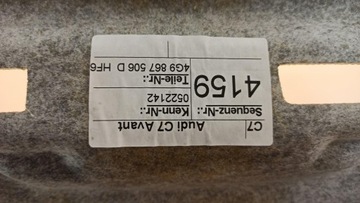 C7 Audi C7 Avant
Sequenz-Nr.: Kenn-Nr.:
0522142
4159
Teile-Nr.:
4G9 867 506 D HF6